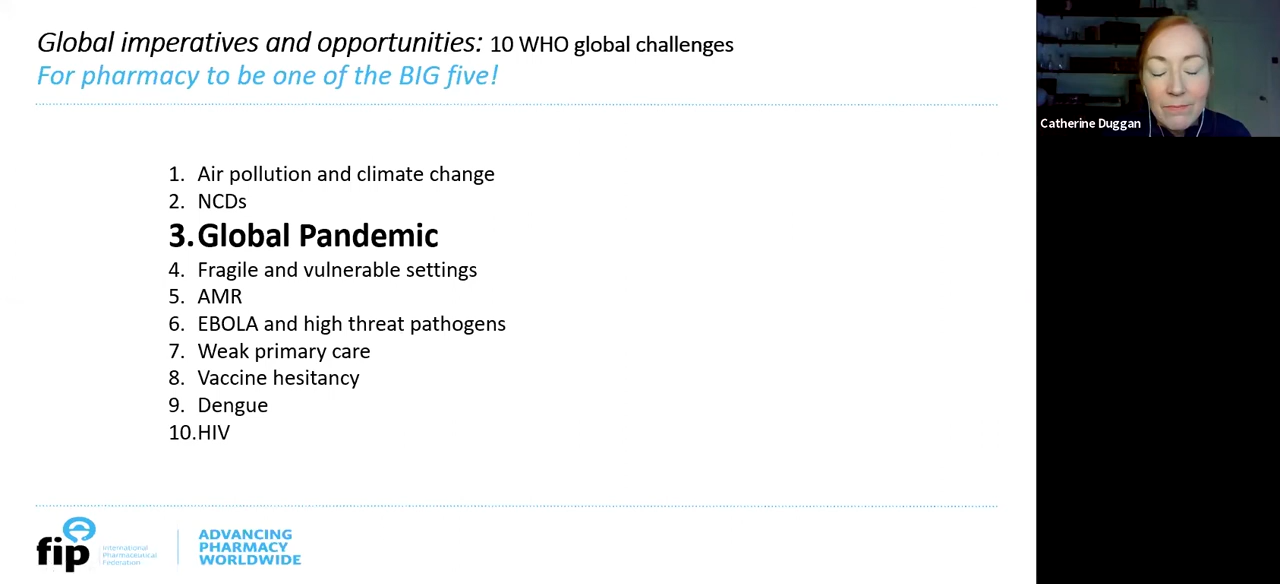 Global imperatives and opportunities: 10 WHO global challenges
For pharmacy to be one of the BIG five!
Catherine Duggan
1. Air pollution and climate change
2. NCDs
3. Global Pandemic
4. Fragile and vulnerable settings
5. AMR
6. EBOLA and high threat pathogens
7. Weak primary care
8. Vaccine hesitancy
9. Dengue
10. HIV
fip
International
Pharmaceutical
Federation
ADVANCING
PHARMACY
WORLDWIDE